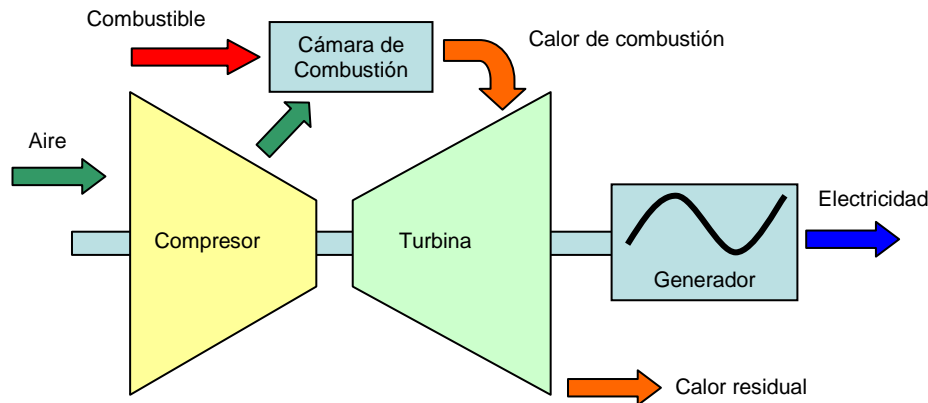 Combustible
Cámara de
Combustión
Calor de combustión
Aire
Compresor
Turbina
Electricidad
Generador
Calor residual